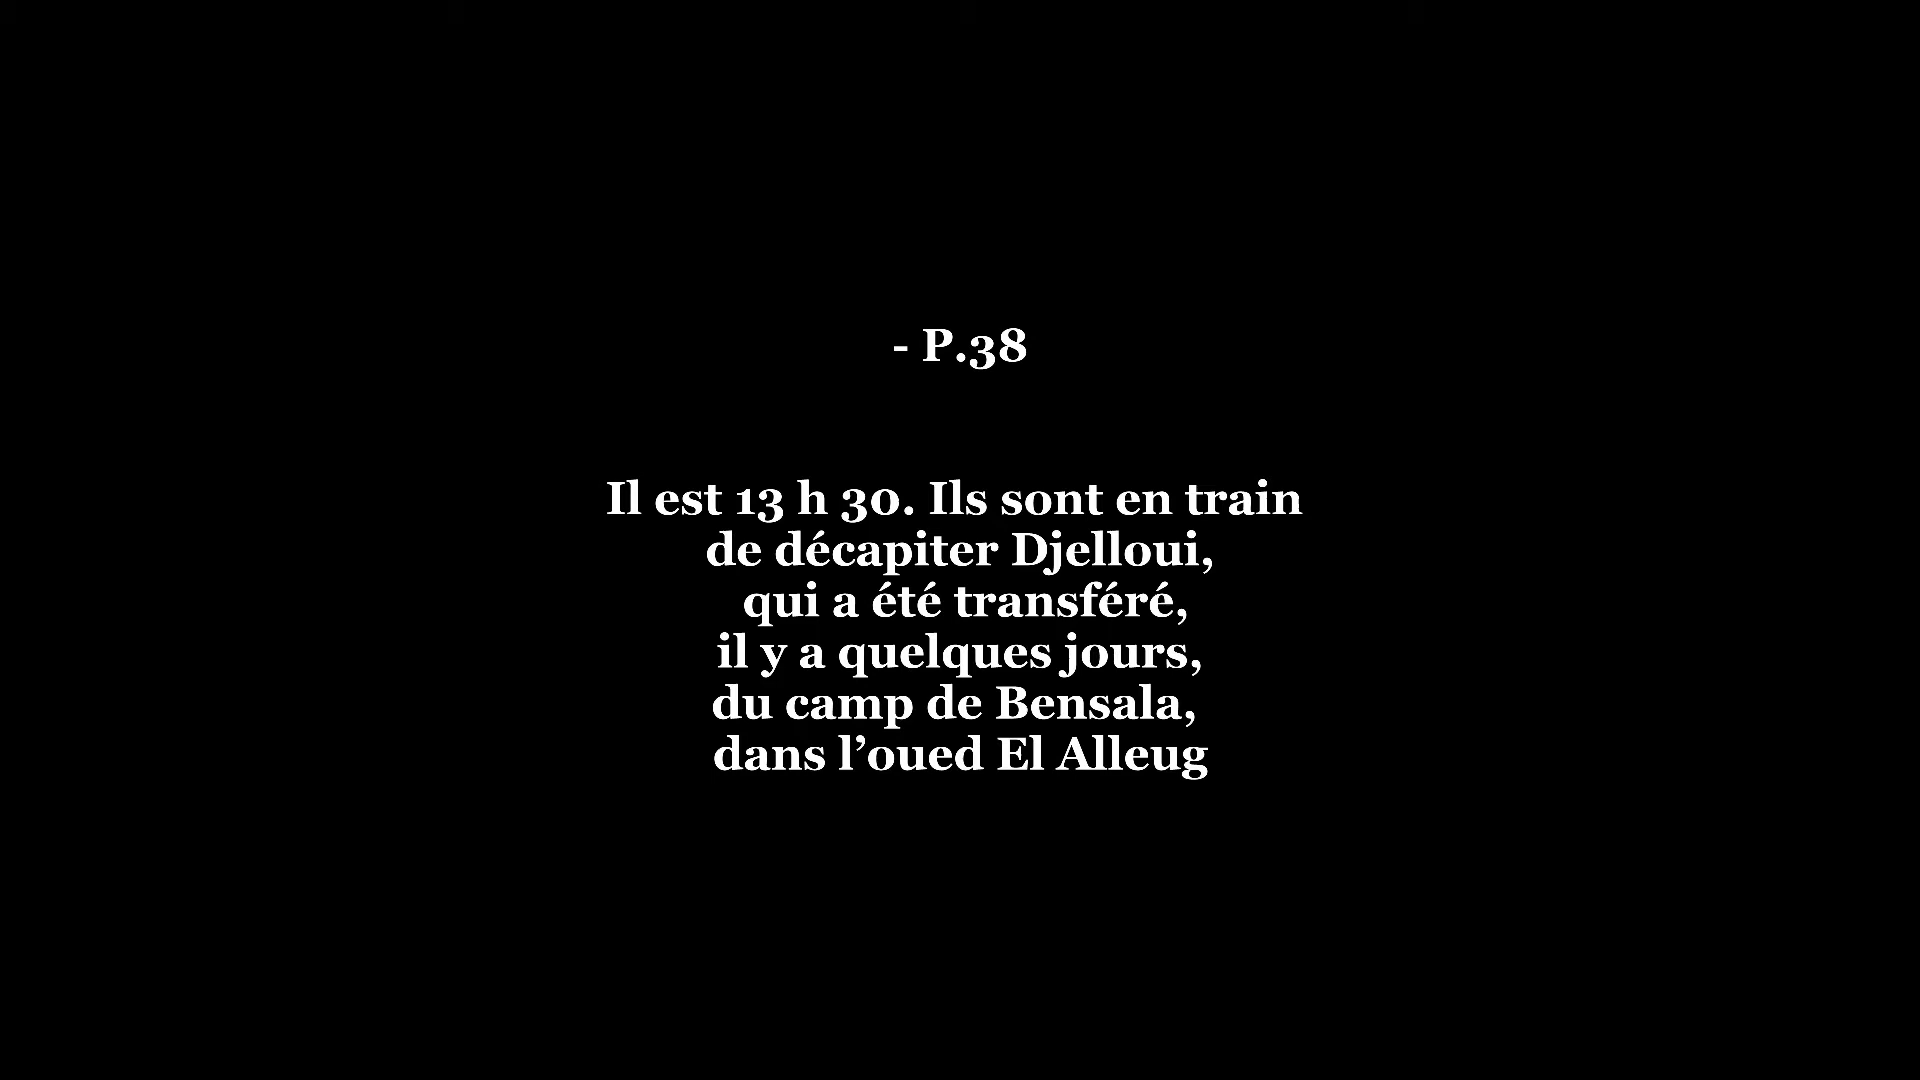 - P.38
Il est 13 h 30. Ils sont en train
de décapiter Djelloui,
qui a été transféré,
il y a quelques jours,
du camp de Bensala,
dans l’oued El Alleug